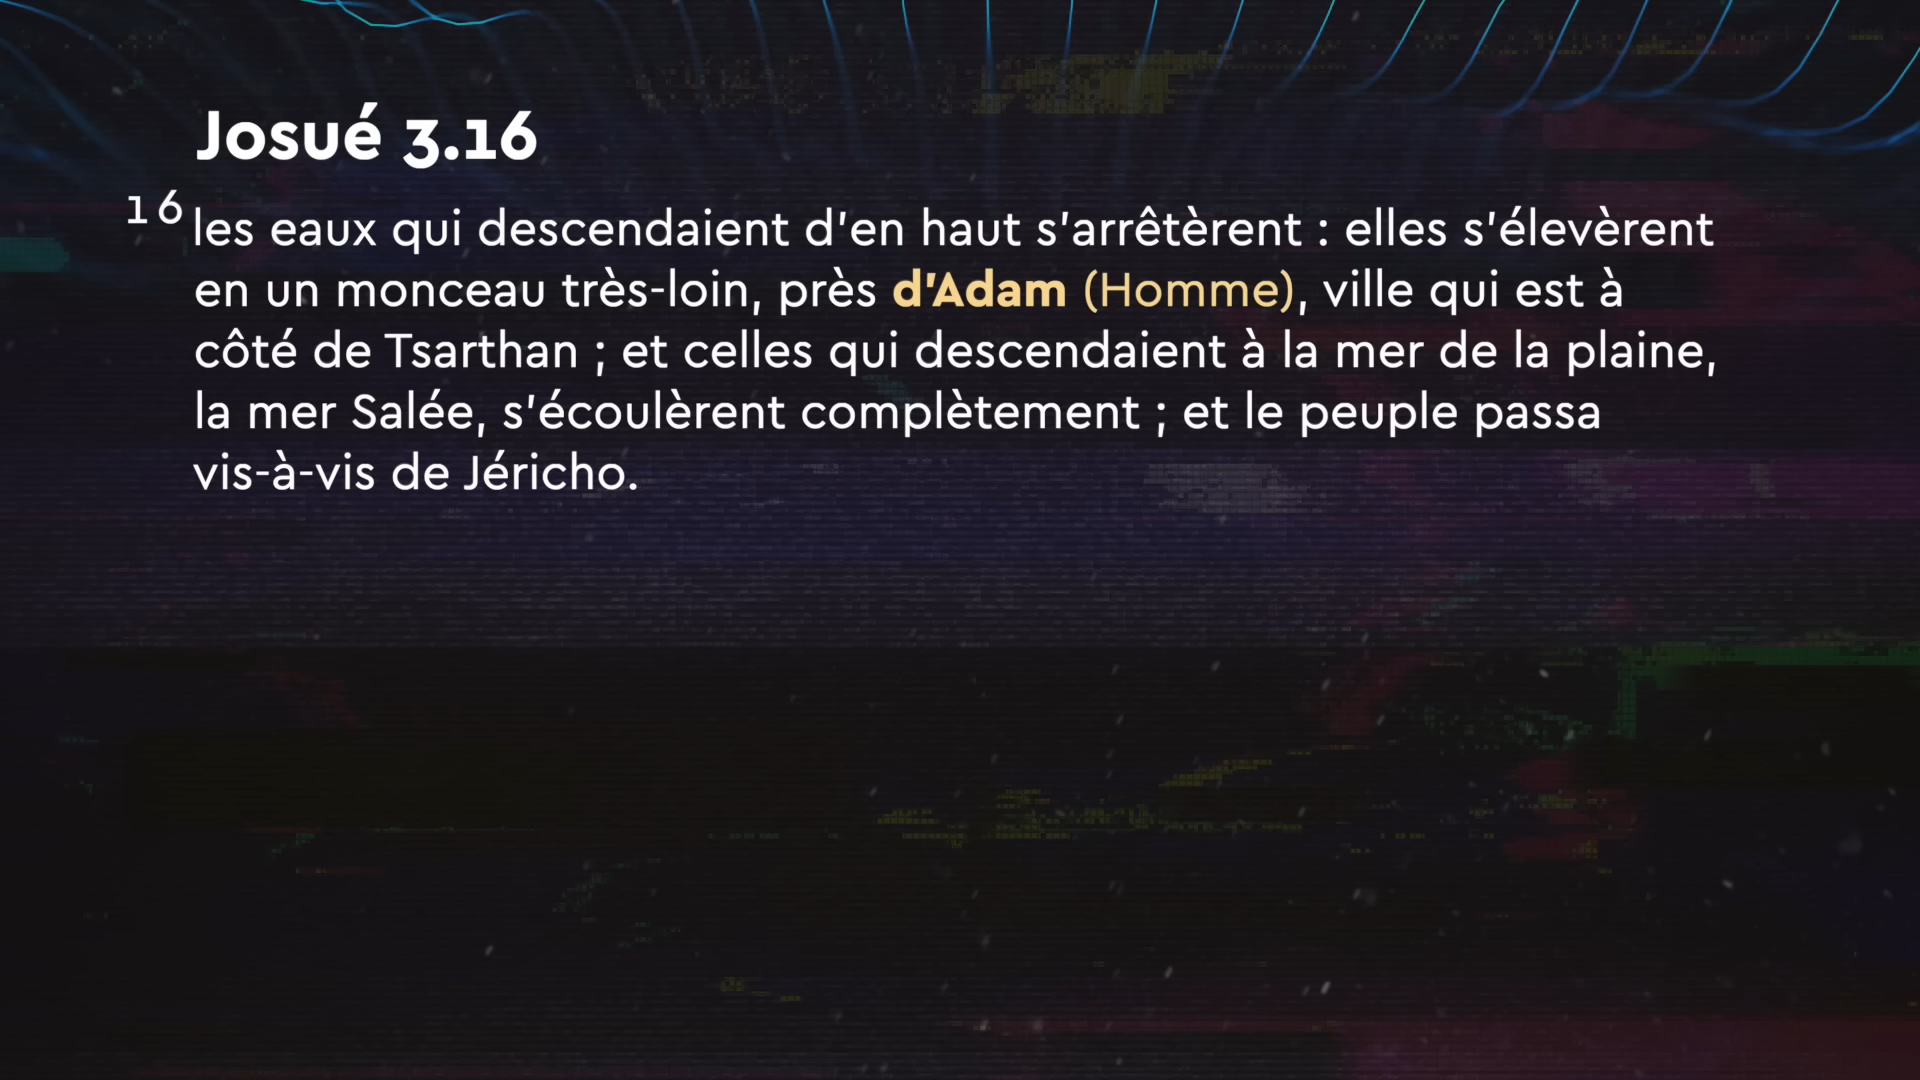 Josué 3.16
16 les eaux qui descendaient d'en haut s'arrêtèrent : elles s'élevèrent
en un monceau très-loin, près d'Adam (Homme), ville qui est à
côté de Tsarthan ; et celles qui descendaient à la mer de la plaine,
la mer Salée, s'écoulèrent complètement ; et le peuple passa
vis-à-vis de Jéricho.